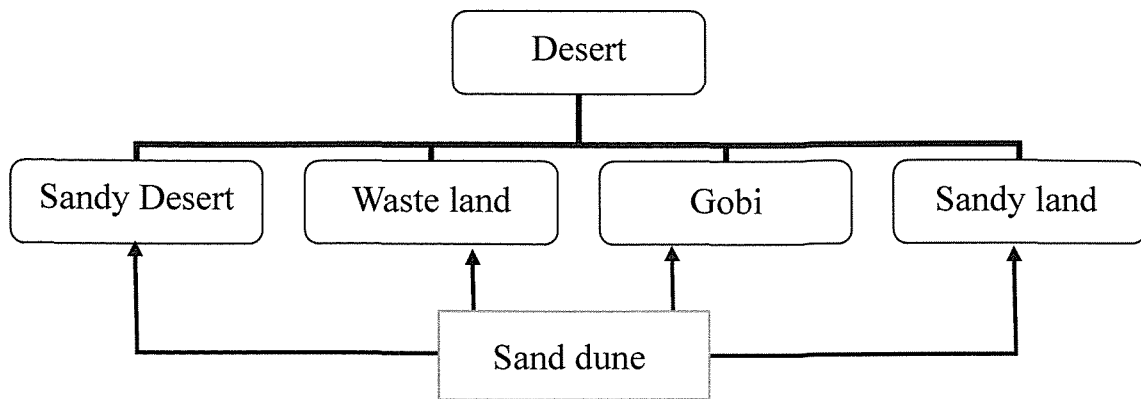 Desert
Sandy Desert
Waste land
Gobi
Sandy land
Sand dune